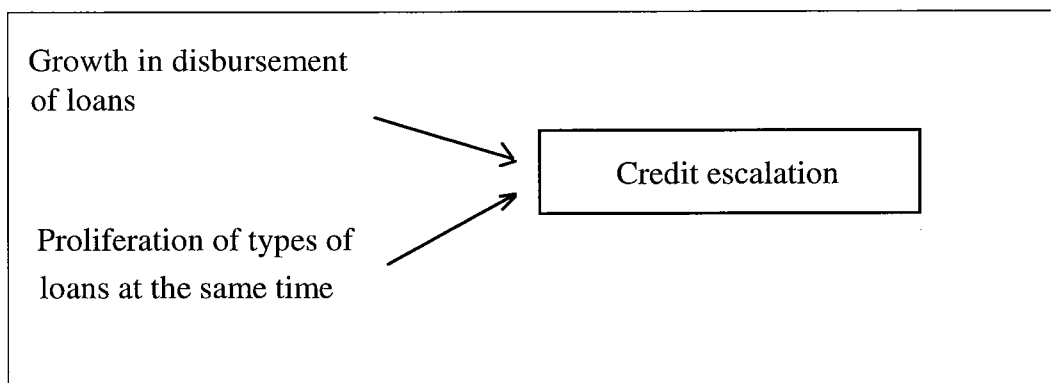 Growth in disbursement
of loans
Credit escalation
Proliferation of types of
loans at the same time